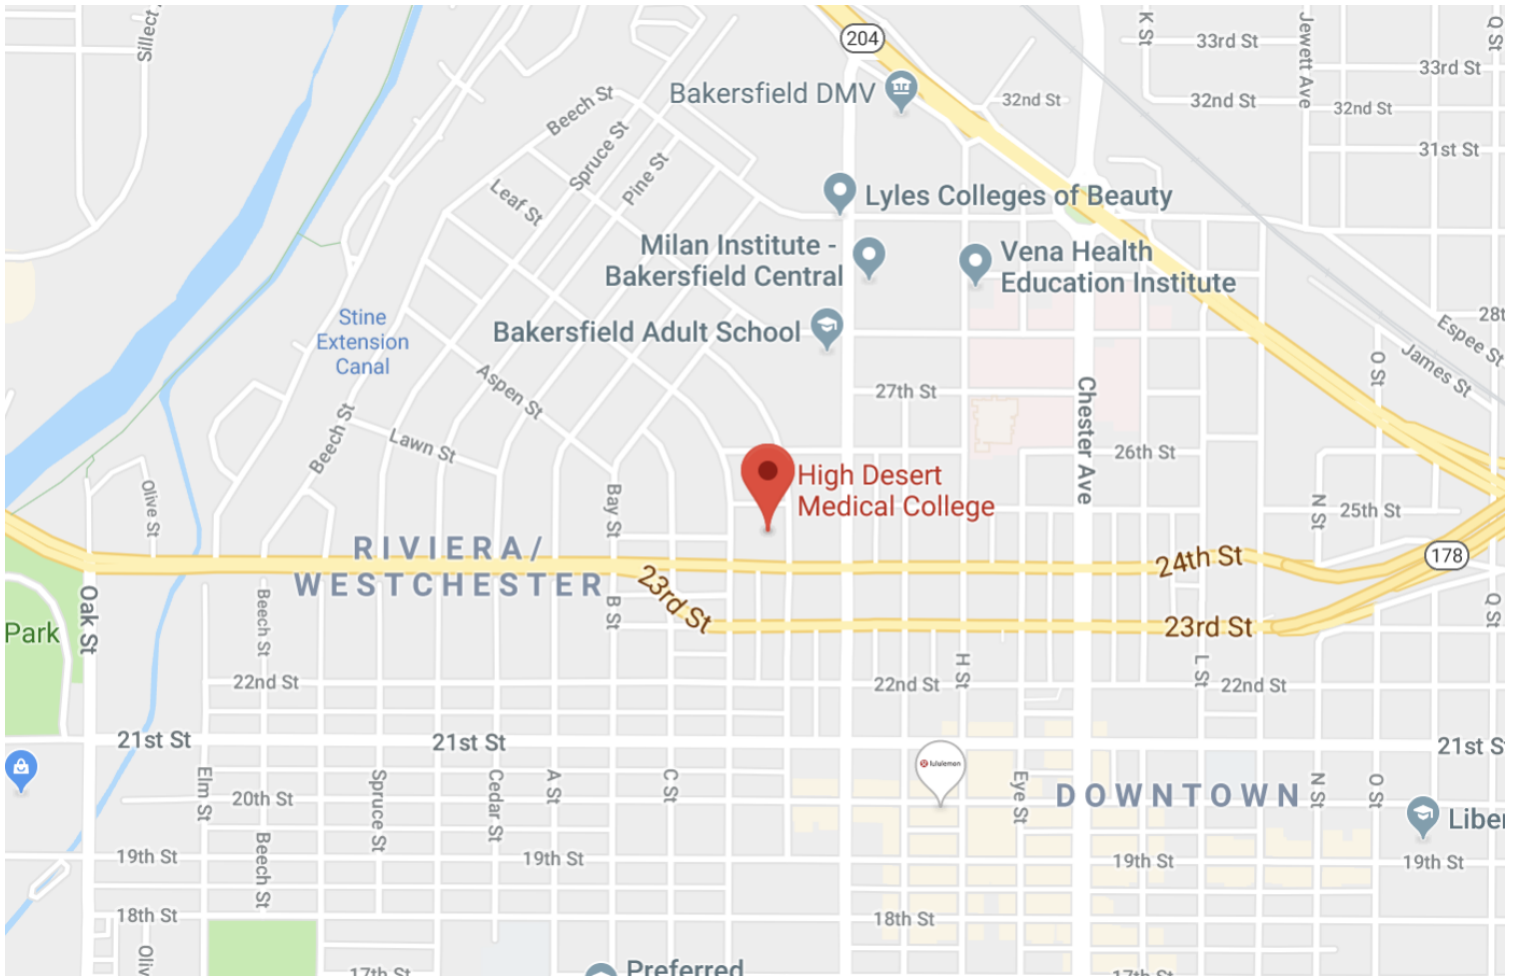 Sillect
204
K St
Jewett Ave
Q St
33rd St
33rd St
Bakersfield DMV
32nd St
32nd St
32nd St
Beech St
Spruce St
Pine St
Leaf St
31st St
Lyles Colleges of Beauty
Milan Institute -
Bakersfield Central
Vena Health
Education Institute
Stine
Extension
Canal
Bakersfield Adult School
28t
Espee St
James St
O St
Aspen St
27th St
Chester Ave
Beech St
Lawn St
26th St
High Desert
Medical College
Olive St
Bay St
N St
25th St
RIVIERA/
WESTCHESTER
24th St
178
23rd St
23rd St
Oak St
Beech St
B St
Q St
Park
H St
L St
22nd St
22nd St
22nd St
21st St
21st St
21st S
lululemon
Elm St
Spruce St
Cedar St
A St
C St
Eye St
DOWNTOWN
N St
O St
20th St
Liber
Beech St
19th St
19th St
19th St
19th St
18th St
18th St
Oliv
17th St
Preferred
17th St